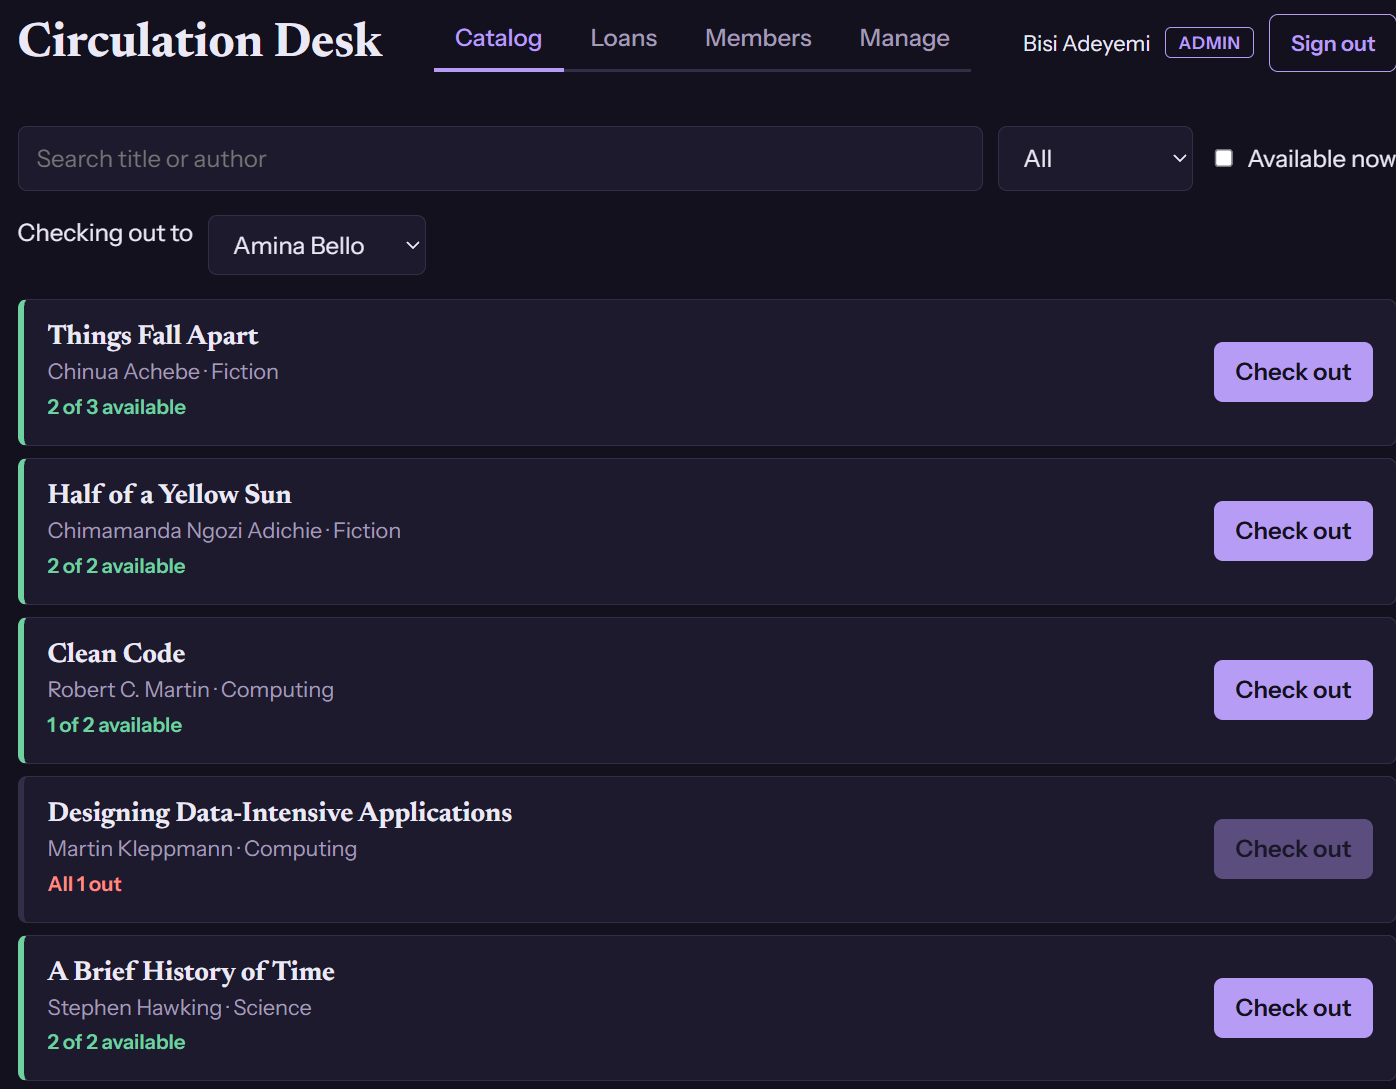 Circulation Desk
Catalog Loans Members Manage
Bisi Adeyemi ADMIN Sign out
Search title or author
All
Available now
Checking out to
Amina Bello
Things Fall Apart
Chinua Achebe · Fiction
2 of 3 available
Check out
Half of a Yellow Sun
Chimamanda Ngozi Adichie · Fiction
2 of 2 available
Check out
Clean Code
Robert C. Martin · Computing
1 of 2 available
Check out
Designing Data-Intensive Applications
Martin Kleppmann · Computing
All 1 out
Check out
A Brief History of Time
Stephen Hawking · Science
2 of 2 available
Check out